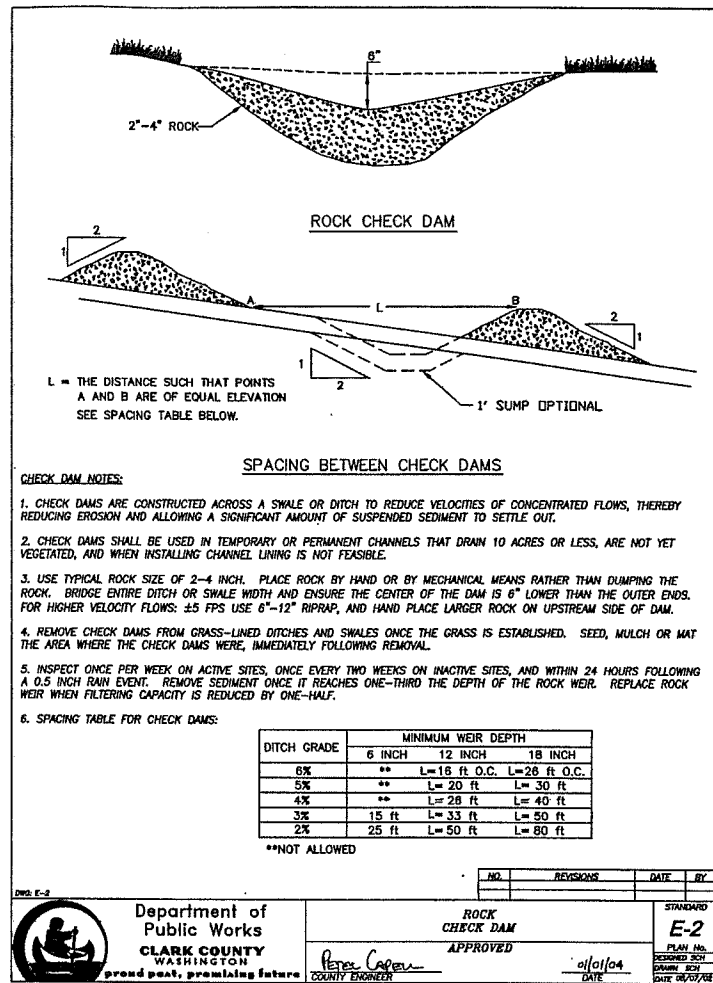 6"
2"-4" ROCK
ROCK CHECK DAM
2
1
A
L
B
2
1
1
2
L = THE DISTANCE SUCH THAT POINTS
A AND B ARE OF EQUAL ELEVATION
SEE SPACING TABLE BELOW.
1' SUMP OPTIONAL
SPACING BETWEEN CHECK DAMS
CHECK DAM NOTES:
1. CHECK DAMS ARE CONSTRUCTED ACROSS A SWALE OR DITCH TO REDUCE VELOCITIES OF CONCENTRATED FLOWS, THEREBY
REDUCING EROSION AND ALLOWING A SIGNIFICANT AMOUNT OF SUSPENDED SEDIMENT TO SETTLE OUT.
2. CHECK DAMS SHALL BE USED IN TEMPORARY OR PERMANENT CHANNELS THAT DRAIN 10 ACRES OR LESS, ARE NOT YET
VEGETATED, AND WHEN INSTALLING CHANNEL LINING IS NOT FEASIBLE.
3. USE TYPICAL ROCK SIZE OF 2-4 INCH. PLACE ROCK BY HAND OR BY MECHANICAL MEANS RATHER THAN DUMPING THE
ROCK. BRIDGE ENTIRE DITCH OR SWALE WIDTH AND ENSURE THE CENTER OF THE DAM IS 6" LOWER THAN THE OUTER ENDS.
FOR HIGHER VELOCITY FLOWS: ±5 FPS USE 6"-12" RIPRAP, AND HAND PLACE LARGER ROCK ON UPSTREAM SIDE OF DAM.
4. REMOVE CHECK DAMS FROM GRASS-LINED DITCHES AND SWALES ONCE THE GRASS IS ESTABLISHED. SEED, MULCH OR MAT
THE AREA WHERE THE CHECK DAMS WERE, IMMEDIATELY FOLLOWING REMOVAL.
5. INSPECT ONCE PER WEEK ON ACTIVE SITES, ONCE EVERY TWO WEEKS ON INACTIVE SITES, AND WITHIN 24 HOURS FOLLOWING
A 0.5 INCH RAIN EVENT. REMOVE SEDIMENT ONCE IT REACHES ONE-THIRD THE DEPTH OF THE ROCK WEIR. REPLACE ROCK
WEIR WHEN FILTERING CAPACITY IS REDUCED BY ONE-HALF.
6. SPACING TABLE FOR CHECK DAMS:
DITCH GRADE MINIMUM WEIR DEPTH
6 INCH 12 INCH 18 INCH
6% ** L=16 ft O.C. L=26 ft O.C.
5% ** L= 20 ft L= 30 ft
4% ** L= 26 ft L= 40 ft
3% 15 ft L= 33 ft L= 50 ft
2% 25 ft L= 50 ft L= 80 ft
**NOT ALLOWED
NO. REVISIONS DATE BY
DWG: E-2
Department of
Public Works
CLARK COUNTY
WASHINGTON
proud past, promising future
ROCK
CHECK DAM
APPROVED
Peter Capell
COUNTY ENGINEER
01/01/04
DATE
STANDARD
E-2
PLAN No.
DESIGNED SCH
DRAWN SCH
DATE